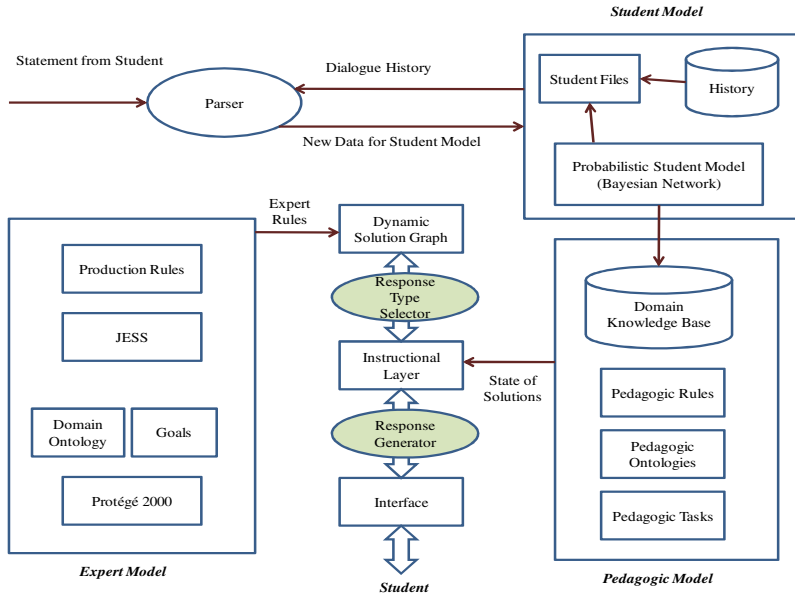 Student Model
Statement from Student
Parser
Dialogue History
New Data for Student Model
Student Files
History
Probabilistic Student Model
(Bayesian Network)
Expert
Rules
Dynamic
Solution Graph
Production Rules
JESS
Domain
Ontology
Goals
Protégé 2000
Expert Model
Response
Type
Selector
Instructional
Layer
State of
Solutions
Response
Generator
Interface
Student
Domain
Knowledge Base
Pedagogic Rules
Pedagogic
Ontologies
Pedagogic Tasks
Pedagogic Model